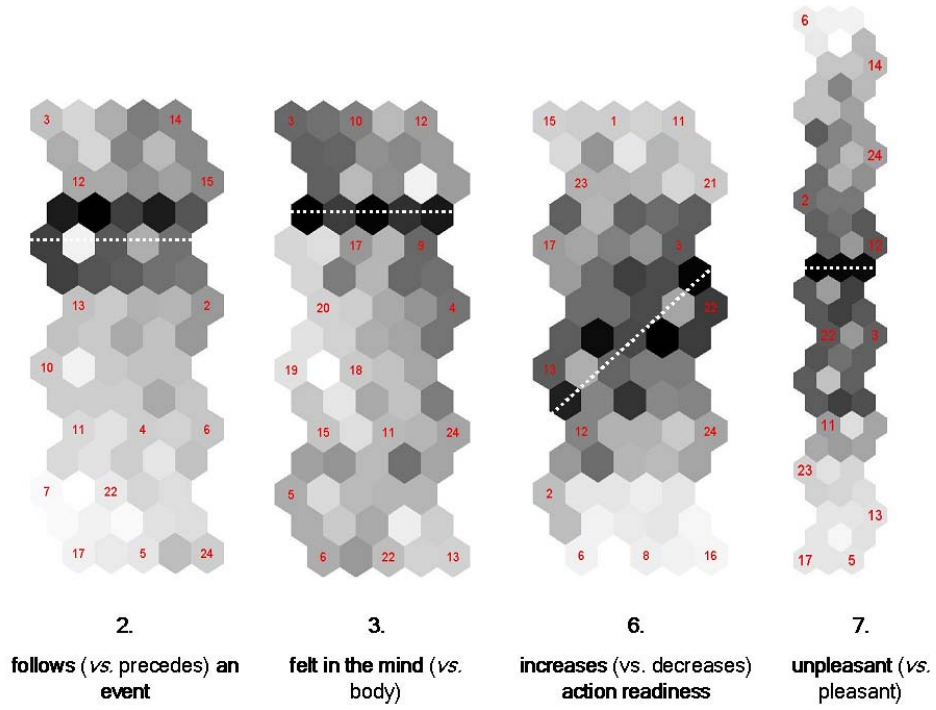 3 14
12 15
13 2
10
11 4 6
7 22
17 5 24
3 10 12
17 9
20 4
19 18
15 11 24
5
6 22 13
15 1 11
23 21
17 3
22
13
12 24
2
6 8 16
6
14
24
2
12
22 3
11
23
13
17 5
2.
follows (vs. precedes) an
event
3.
felt in the mind (vs.
body)
6.
increases (vs. decreases)
action readiness
7.
unpleasant (vs.
pleasant)